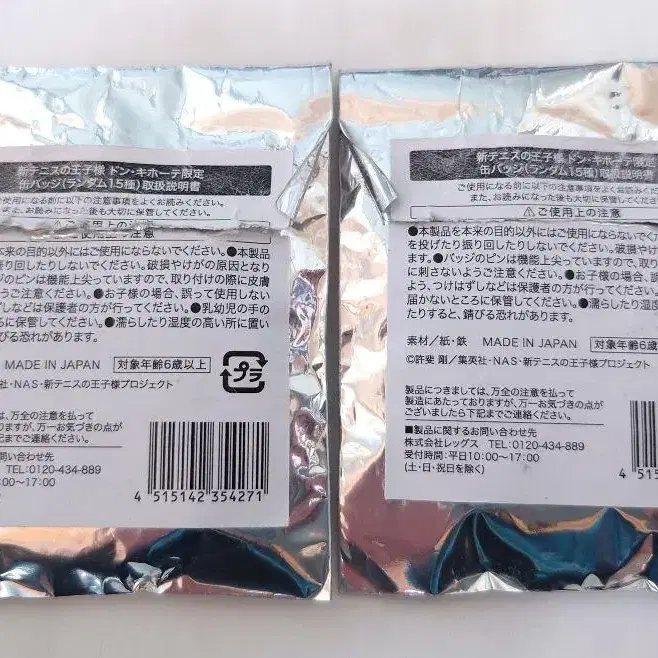 新テニスの王子様 ドン・キホーテ限定
缶バッジ(ランダム15種)取扱説明書
使用になる前に以下の注意事項をよくお読みください。
また、お読みになった後も大切に保管してください。
⚠ご使用上の注意
本来の目的以外にはご使用にならないでください。●本製品
振り回したりしないでください。破損やけがの原因となり
ジのピンは機能上尖っていますので、取り付けの際に皮膚
ようご注意ください。●お子様の場合、誤って使用しない
ずしなどは保護者の方が行ってください。●乳幼児の手の
ろに保管してください。●濡らしたり湿度の高い所に置い
びる恐れがあります。
MADE IN JAPAN
対象年齢6歳以上
プラ
社・NAS・新テニスの王子様プロジェクト
は、万全の注意を払って
ておりますが、万一お気づきの点が
記までご連絡ください。
問い合わせ先
TEL:0120-434-889
00〜17:00
4 515142 354271
新テニスの王子様 ドン・キホーテ限定
缶バッジ(ランダム15種)取扱説明書
ご使用になる前に以下の注意事項をよくお読みくださ
また、お読みになった後も大切に保管してください
⚠ご使用上の注意
●本来の目的以外にはご使用にならないでください。
を投げたり振り回したりしないでください。破損や
ます。●バッジのピンは機能上尖っていますので、取
に刺さないようご注意ください。●お子様の場合、誤
よう、つけはずしなどは保護者の方が行ってください
届かないところに保管してください。●濡らしたり湿度
たりすると、錆びる恐れがあります。
素材/紙・鉄
MADE IN JAPAN
対象年齢6歳
©許斐 剛/集英社・NAS・新テニスの王子様プロジェクト
製品につきましては、万全の注意を払って
製造にあたっておりますが、万一お気づきの点が
ございましたら下記までご連絡ください。
■製品に関するお問い合わせ先
株式会社レッグス TEL:0120-434-889
受付時間:平日10:00〜17:00
(土・日・祝日を除く)
4 515